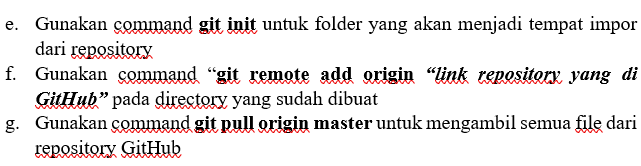 e. Gunakan command git init untuk folder yang akan menjadi tempat impor
dari repository
f. Gunakan command “git remote add origin “link repository yang di
GitHub” pada directory yang sudah dibuat
g. Gunakan command git pull origin master untuk mengambil semua file dari
repository GitHub